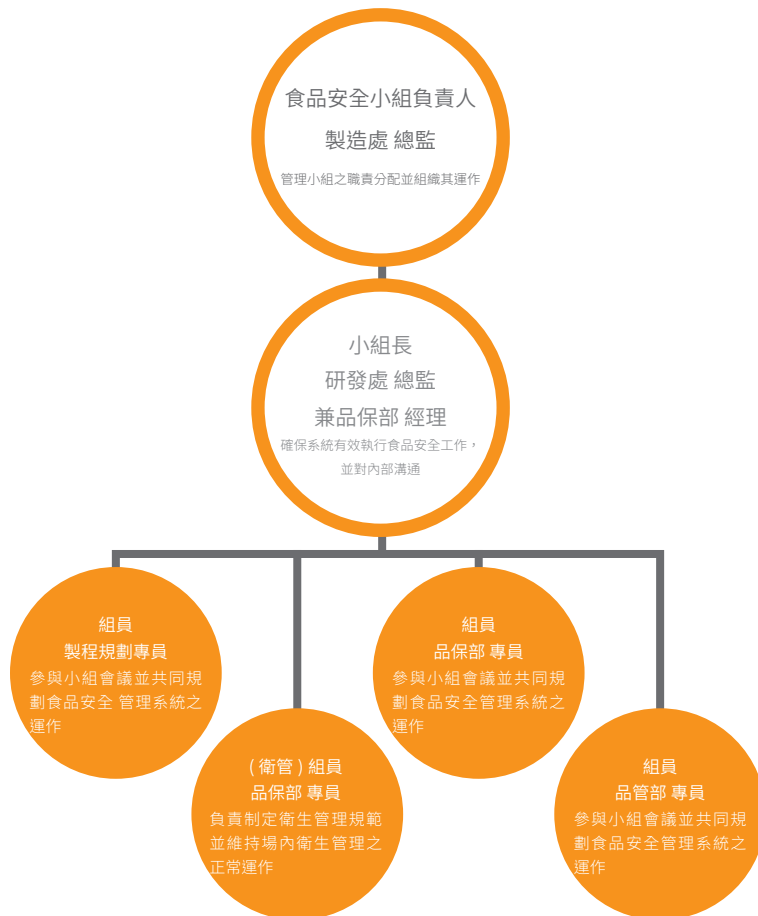 食品安全小組負責人
製造處 總監
管理小組之職責分配並組織其運作
小組長
研發處 總監
兼品保部 經理
確保系統有效執行食品安全工作，
並對內部溝通
組員
製程規劃專員
參與小組會議並共同規
劃食品安全 管理系統之
運作
( 衛管 ) 組員
品保部 專員
負責制定衛生管理規範
並維持場內衛生管理之
正常運作
組員
品保部 專員
參與小組會議並共同規
劃食品安全管理系統之
運作
組員
品管部 專員
參與小組會議並共同規
劃食品安全管理系統之
運作